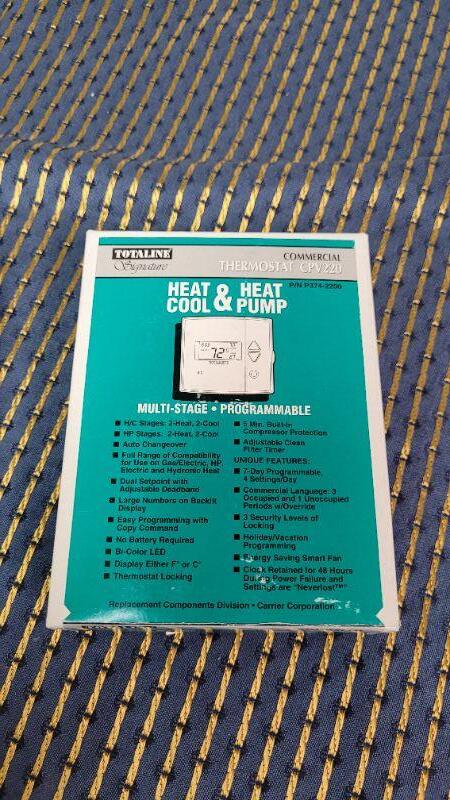 TOTALINE
Signature
COMMERCIAL
THERMOSTAT CPV220
P/N P374-2200
HEAT & HEAT
COOL PUMP
72
MULTI-STAGE • PROGRAMMABLE
H/C Stages: 2-Heat, 2-Cool
HP Stages: 2-Heat, 2-Cool
Auto Changeover
Full Range of Compatibility
for Use on Gas/Electric, HP,
Electric and Hydronic Heat
Dual Setpoint with
Adjustable Deadband
Large Numbers on Backlit
Display
Easy Programming with
Copy Command
No Battery Required
Bi-Color LED
Display Either F° or C°
Thermostat Locking
5 Min. Built-in
Compressor Protection
Adjustable Clean
Filter Timer
UNIQUE FEATURES:
7-Day Programmable,
4 Settings/Day
Commercial Language: 3
Occupied and 1 Unoccupied
Periods w/Override
3 Security Levels of
Locking
Holiday/Vacation
Programming
Energy Saving Smart Fan
Clock Retained for 48 Hours
During Power Failure and
Settings are "Neverlost™"
Replacement Components Division • Carrier Corporation